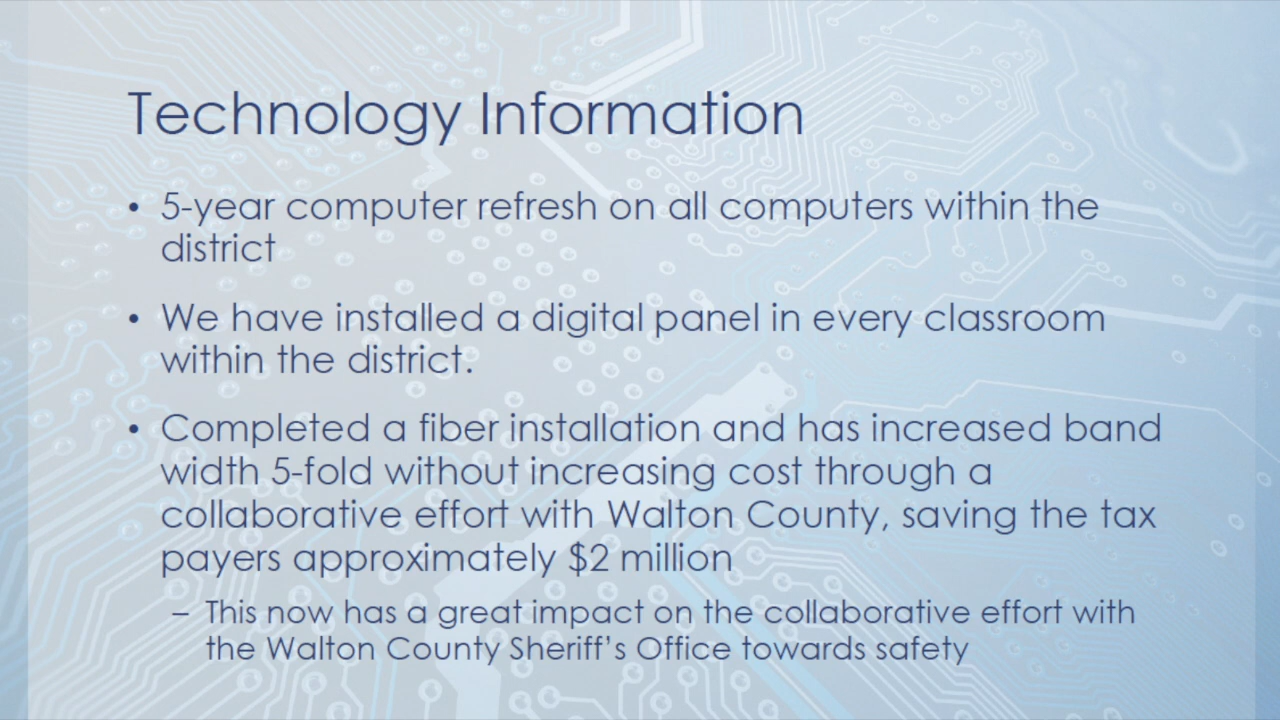 Technology Information
• 5-year computer refresh on all computers within the
district
• We have installed a digital panel in every classroom
within the district.
• Completed a fiber installation and has increased band
width 5-fold without increasing cost through a
collaborative effort with Walton County, saving the tax
payers approximately $2 million
– This now has a great impact on the collaborative effort with
the Walton County Sheriff's Office towards safety